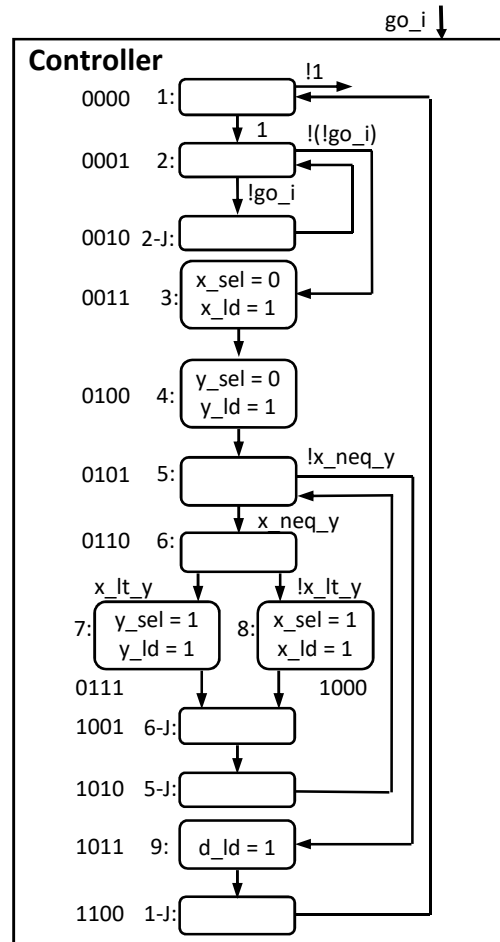 go_i
Controller
!1
0000 1:
1
!(!go_i)
0001 2:
!go_i
0010 2-J:
x_sel = 0
0011 3:
x_ld = 1
y_sel = 0
0100 4:
y_ld = 1
!x_neq_y
0101 5:
x_neq_y
0110 6:
x_lt_y !x_lt_y
7: y_sel = 1 8: x_sel = 1
y_ld = 1 x_ld = 1
0111 1000
1001 6-J:
1010 5-J:
1011 9: d_ld = 1
1100 1-J: